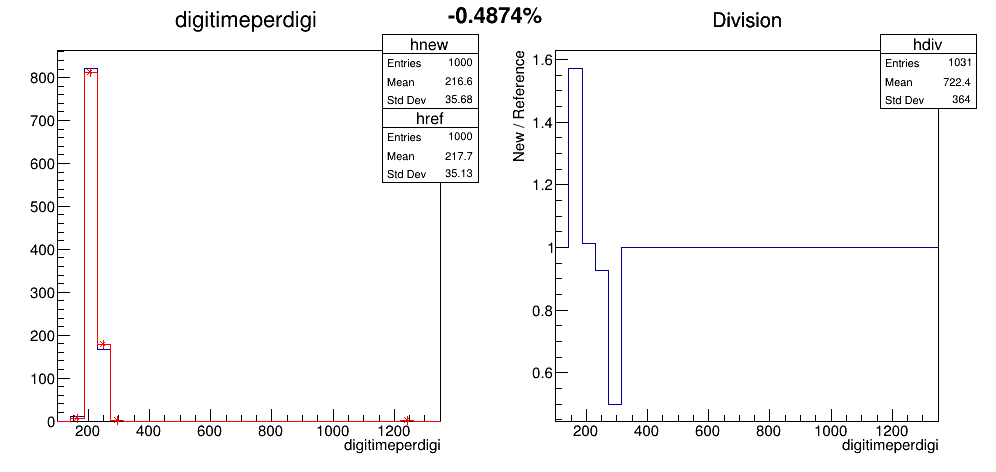 -0.4874%
digitimeperdigi
hnew
Entries 1000
Mean 216.6
Std Dev 35.68
href
Entries 1000
Mean 217.7
Std Dev 35.13
800
700
600
500
400
300
200
100
0
200 400 600 800 1000 1200
digitimeperdigi
Division
hdiv
Entries 1031
Mean 722.4
Std Dev 364
New / Reference
1.6
1.4
1.2
1
0.8
0.6
200 400 600 800 1000 1200
digitimeperdigi